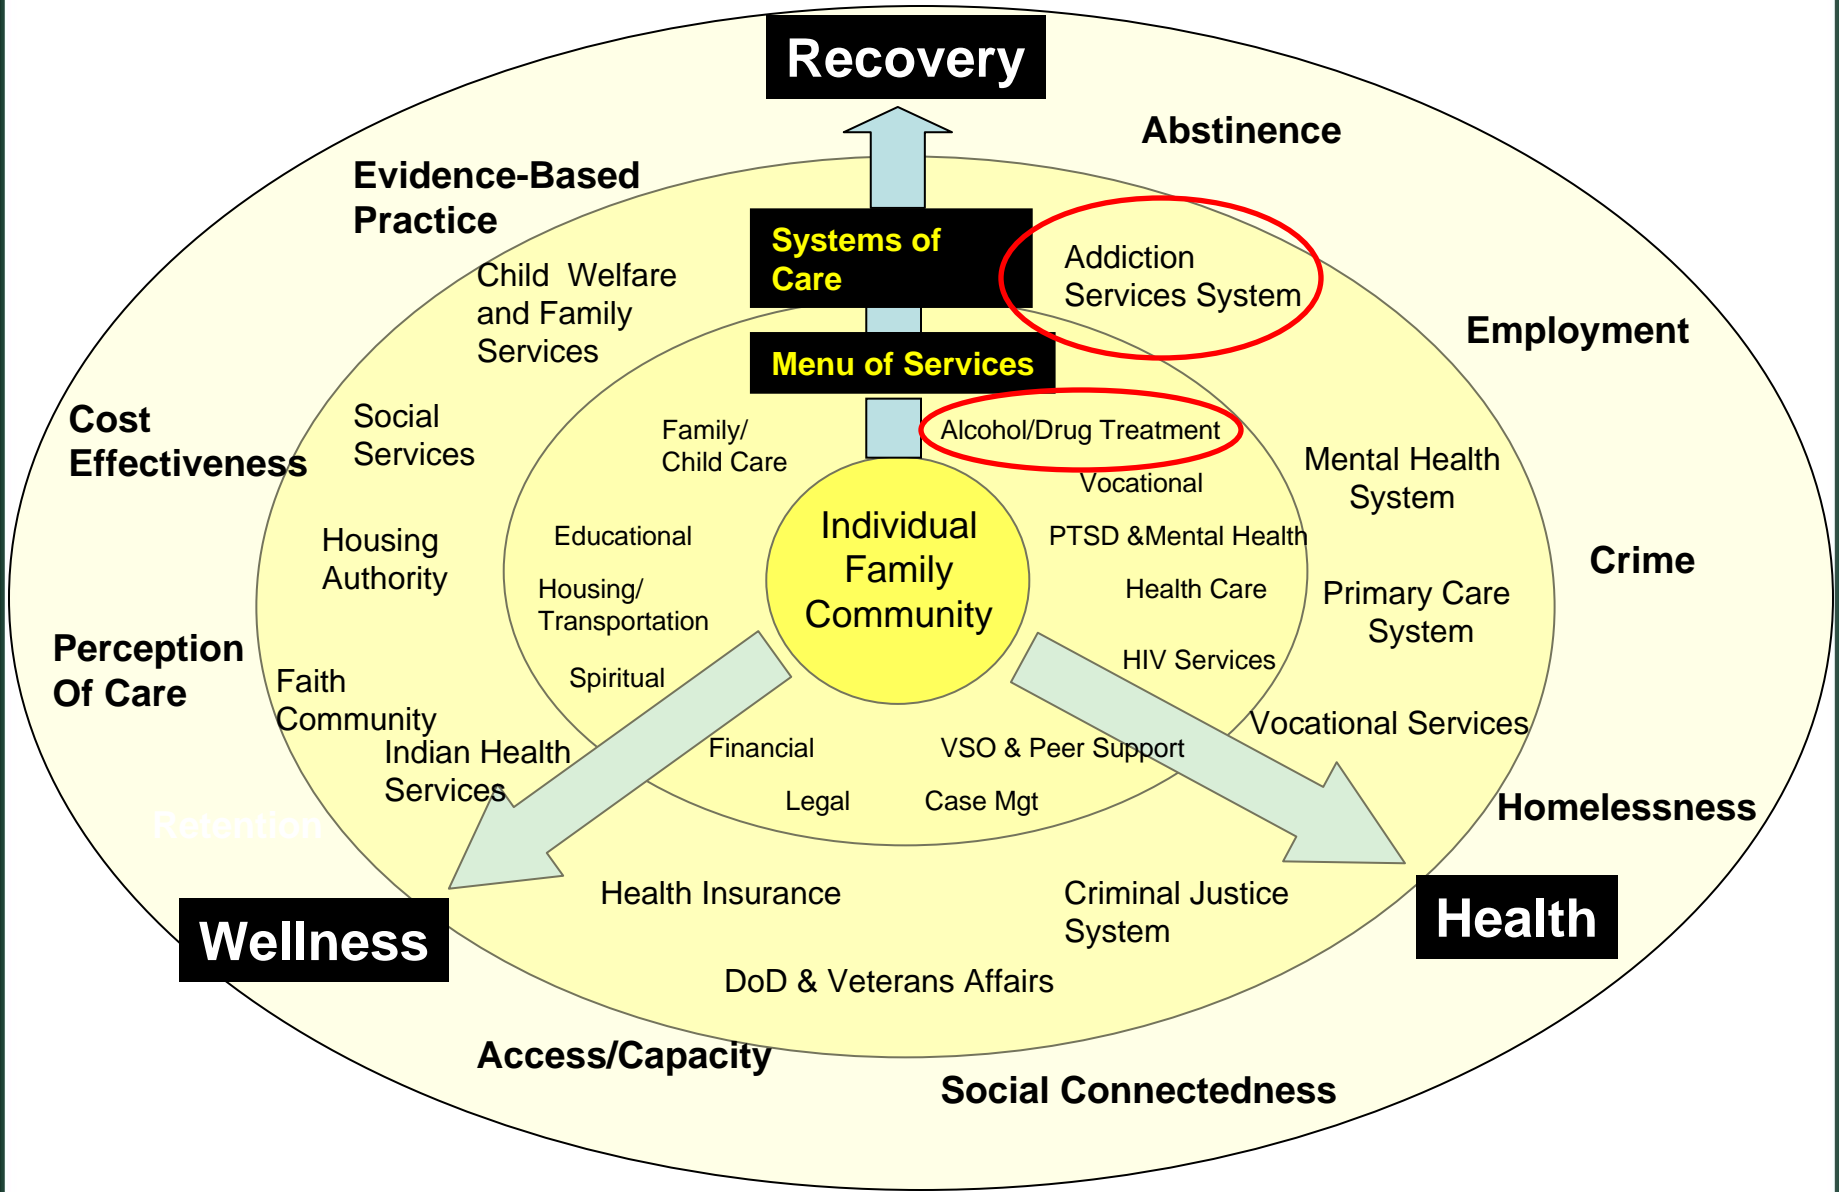 Recovery
Abstinence
Evidence-Based
Practice
Systems of
Care
Addiction
Services System
Child  Welfare
and Family
Services
Employment
Menu of Services
Cost
Effectiveness
Social
Services
Family/
Child Care
Alcohol/Drug Treatment
Mental Health
System
Vocational
Individual
Family
Community
Housing
Authority
Educational
PTSD &Mental Health
Crime
Housing/
Transportation
Health Care
Primary Care
System
Perception
Of Care
Faith
Community
Spiritual
HIV Services
Vocational Services
Indian Health
Services
Financial
VSO & Peer Support
Legal
Case Mgt
Homelessness
Retention
Health Insurance
Criminal Justice
System
Wellness
Health
DoD & Veterans Affairs
Access/Capacity
Social Connectedness